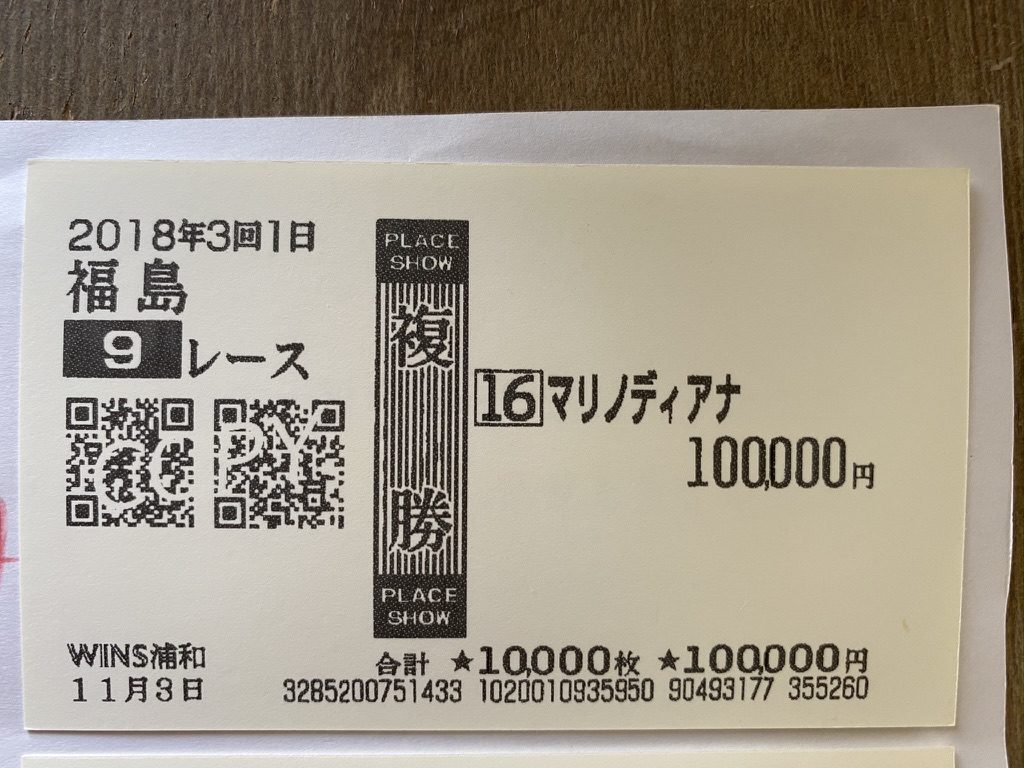 2018年3回1日
福島
9レース
COPY
PLACE
SHOW
複勝
PLACE
SHOW
16マリノディアナ
100,000円
WINS浦和
11月3日
合計 ★10,000枚 ★100,000円
3285200751433 1020010935950 90493177 355260